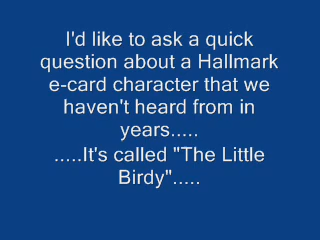 I'd like to ask a quick
question about a Hallmark
e-card character that we
haven't heard from in
years.....
.....It's called "The Little
Birdy".....